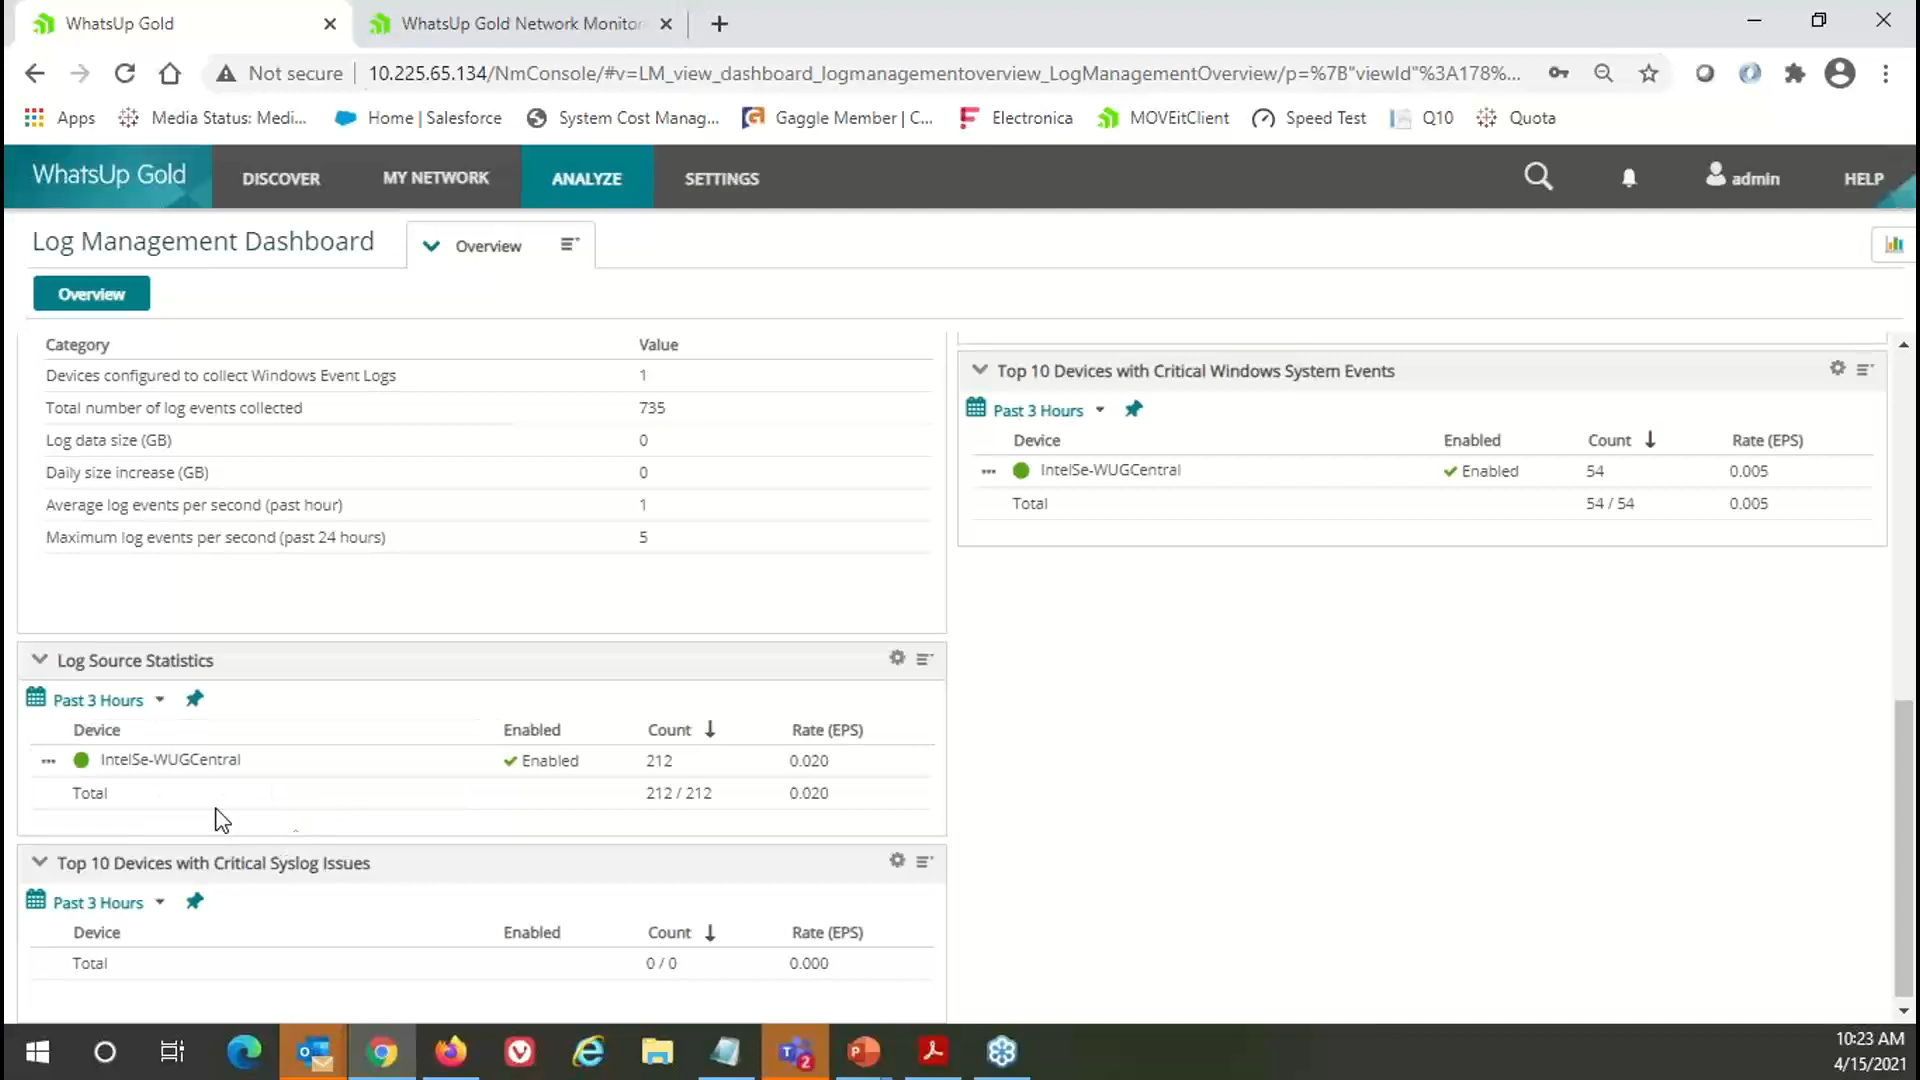 WhatsUp Gold
WhatsUp Gold Network Monitor
Not secure
10.225.65.134/NmConsole/#v=LM_view_dashboard_logmanagementoverview_LogManagementOverview/p=%7B"viewId"%3A178%...
Apps
Media Status: Medi...
Home | Salesforce
System Cost Manag...
Gaggle Member | C...
Electronica
MOVEitClient
Speed Test
Q10
Quota
WhatsUp Gold
DISCOVER
MY NETWORK
ANALYZE
SETTINGS
admin
HELP
Log Management Dashboard
Overview
Overview
Category Value
Devices configured to collect Windows Event Logs 1
Total number of log events collected 735
Log data size (GB) 0
Daily size increase (GB) 0
Average log events per second (past hour) 1
Maximum log events per second (past 24 hours) 5
Log Source Statistics
Past 3 Hours
Device Enabled Count Rate (EPS)
IntelSe-WUGCentral Enabled 212 0.020
Total 212 / 212 0.020
Top 10 Devices with Critical Syslog Issues
Past 3 Hours
Device Enabled Count Rate (EPS)
Total 0 / 0 0.000
Top 10 Devices with Critical Windows System Events
Past 3 Hours
Device Enabled Count Rate (EPS)
IntelSe-WUGCentral Enabled 54 0.005
Total 54 / 54 0.005
10:23 AM
4/15/2021